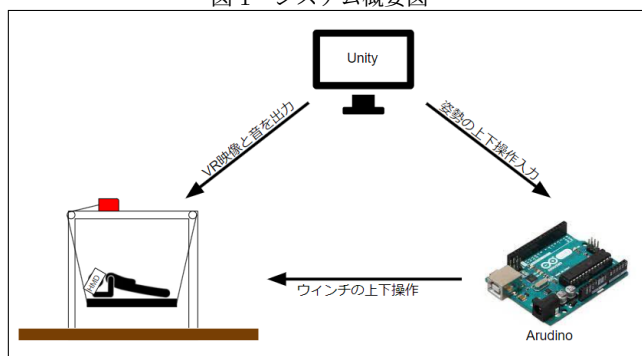 図1 システム概要図
Unity
VR映像と音を出力
姿勢の上下操作入力
HMD
ウィンチの上下操作
Arudino